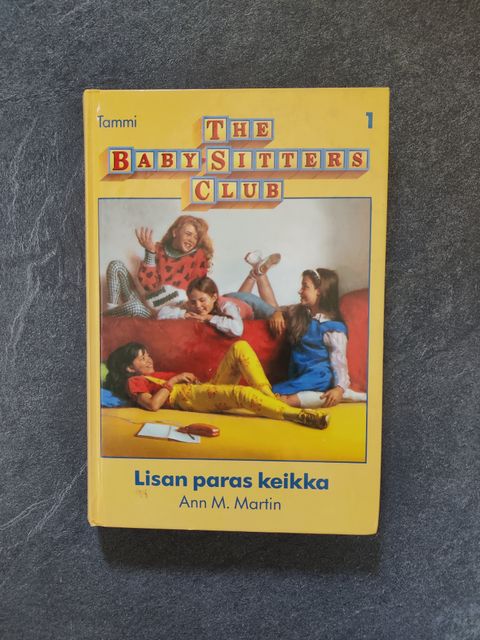 Tammi
1
THE
BABY-SITTERS
CLUB
Lisan paras keikka
Ann M. Martin